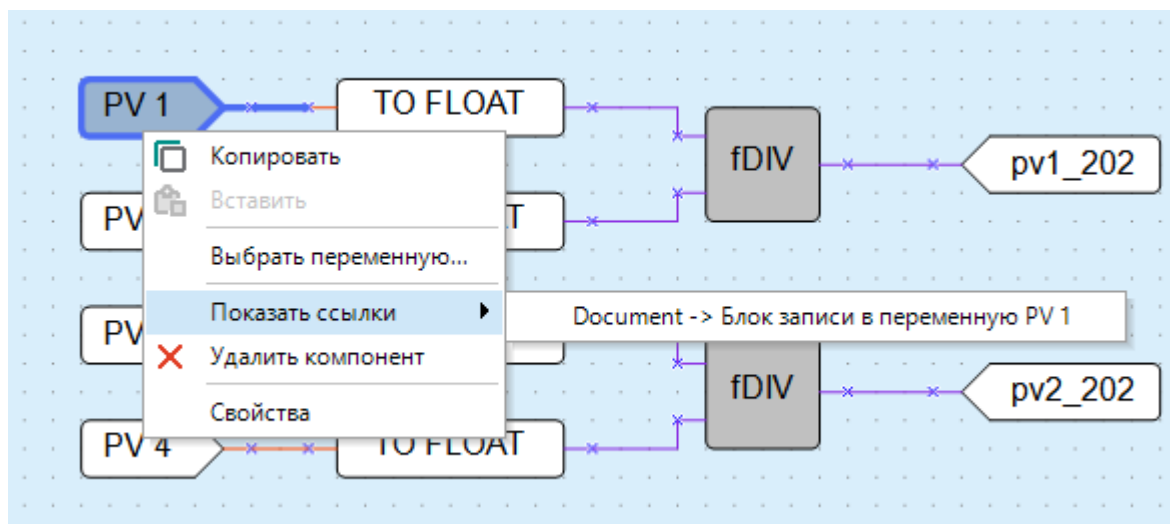 PV 1
TO FLOAT
Копировать
fDIV
pv1_202
Вставить
PV
T
Выбрать переменную...
Показать ссылки
Document -> Блок записи в переменную PV 1
PV
Удалить компонент
fDIV
pv2_202
Свойства
PV 4
TO FLOAT